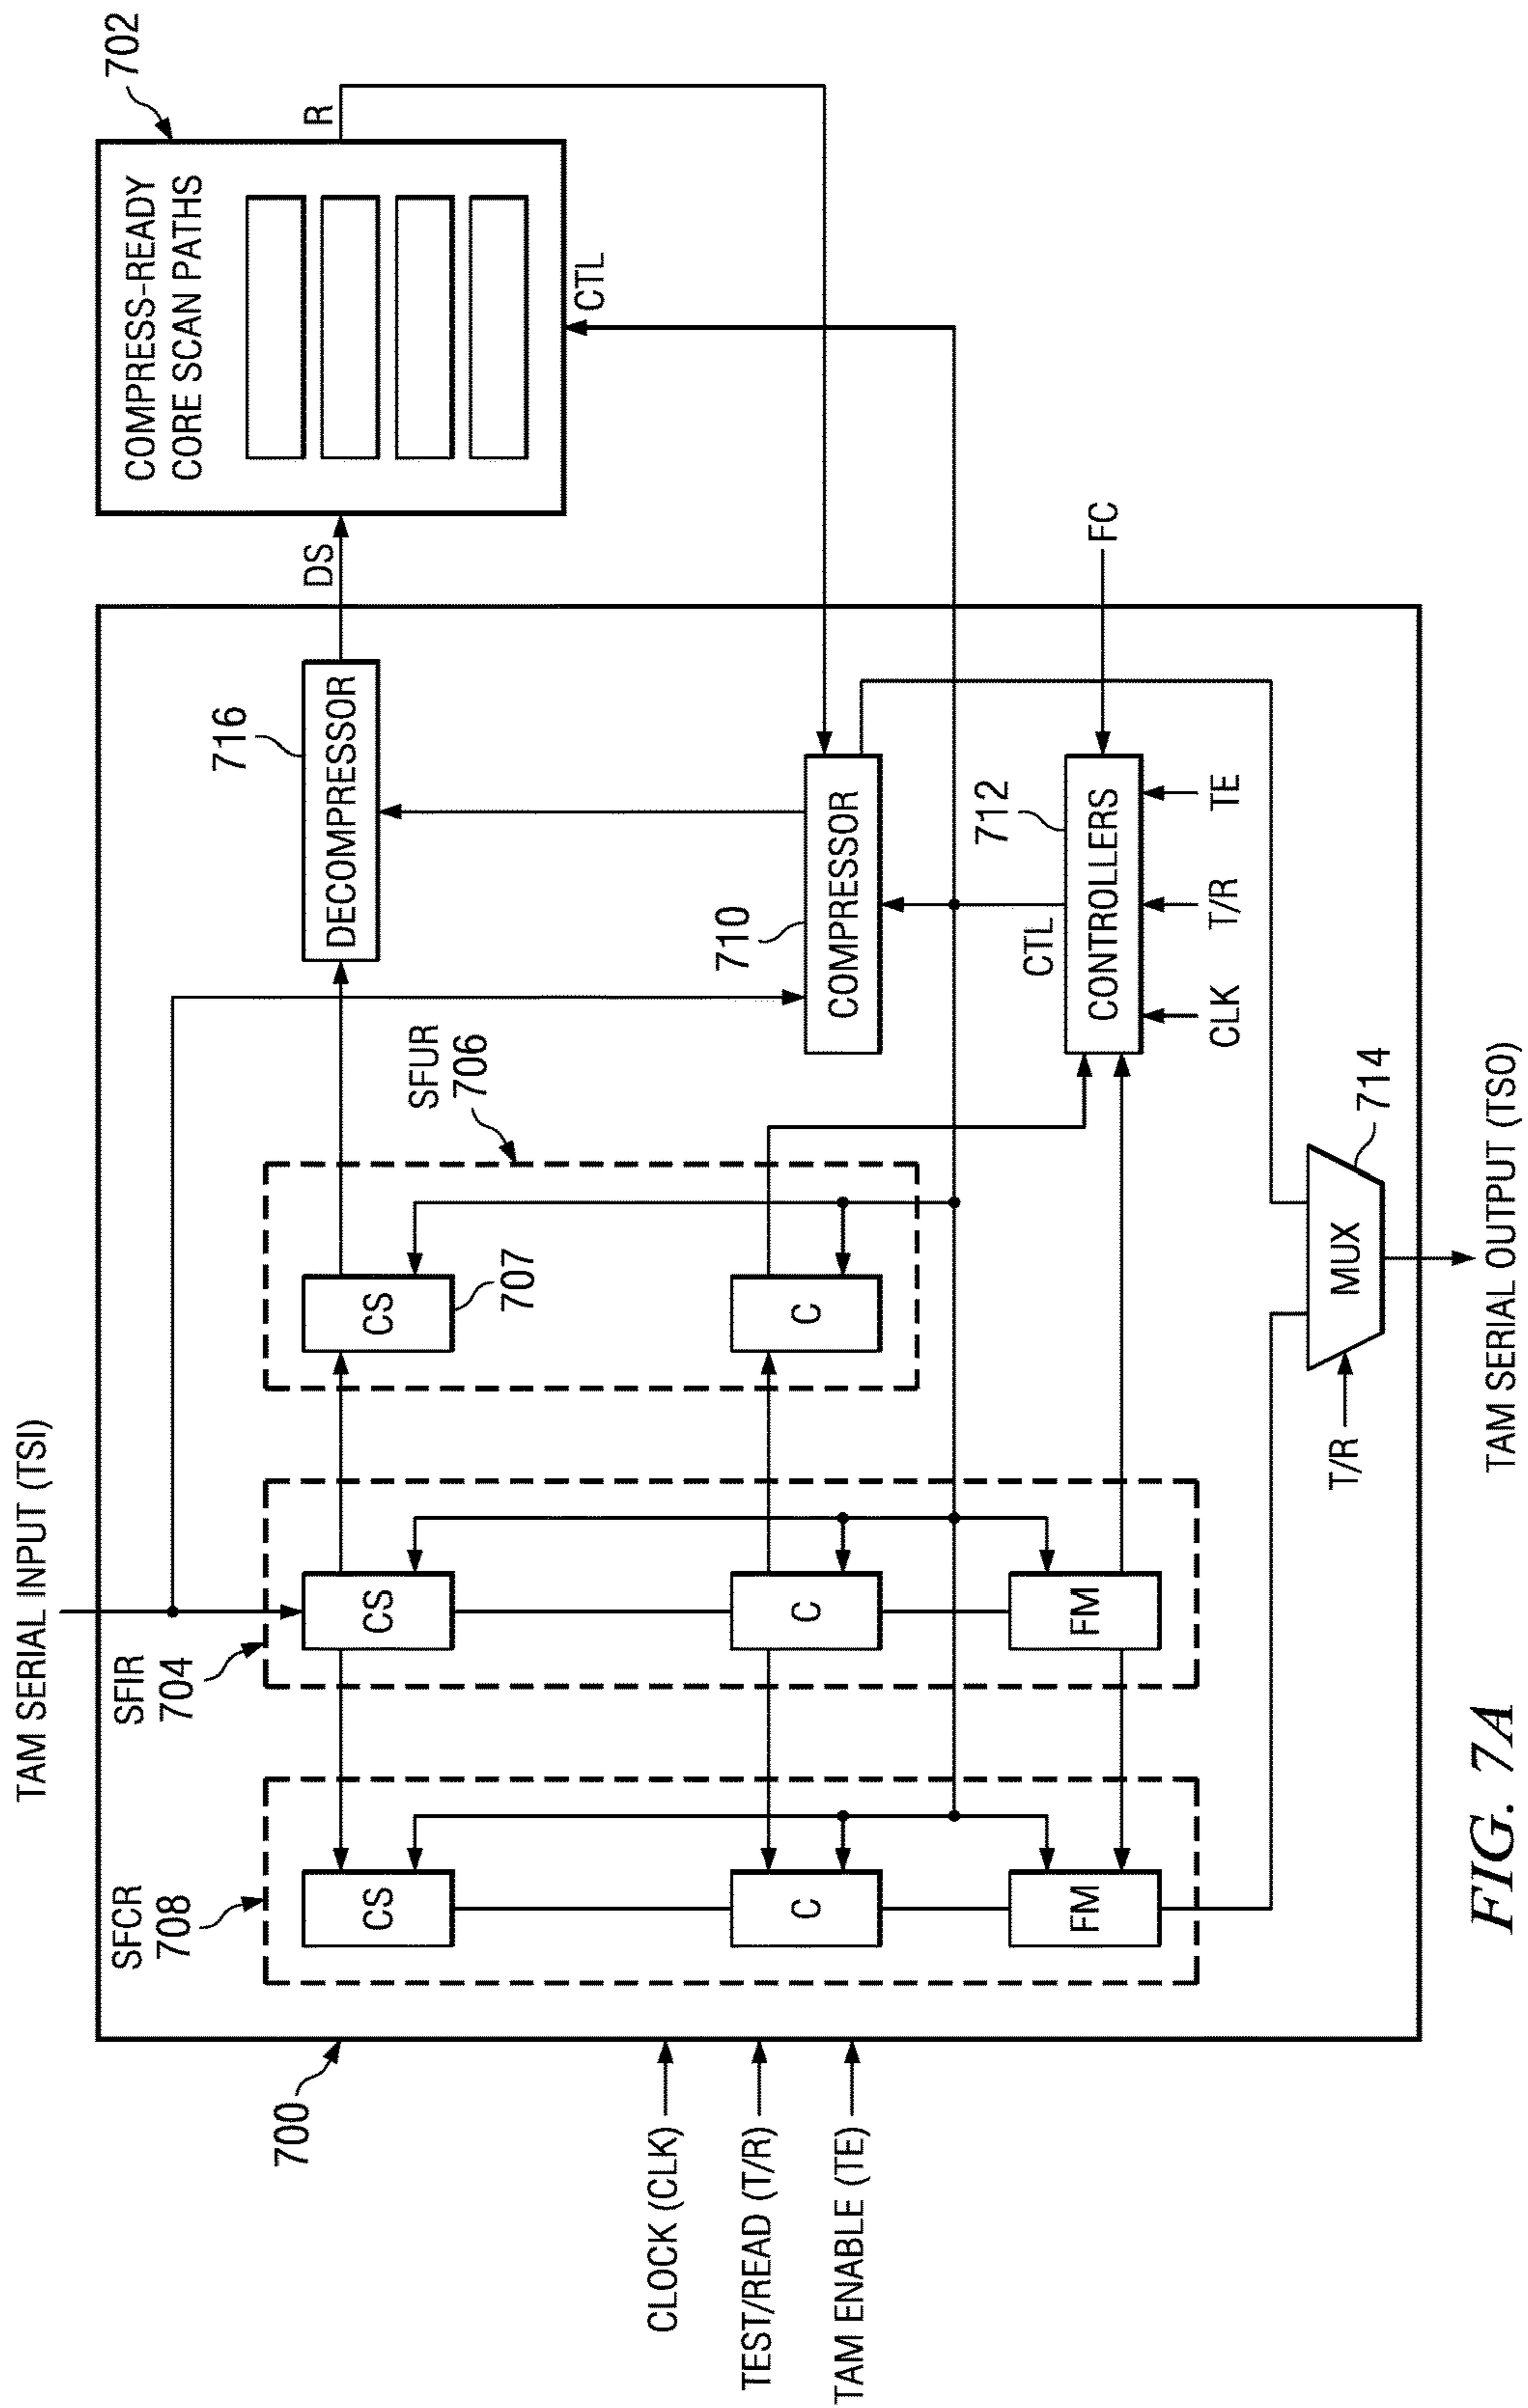 TAM SERIAL INPUT (TSI)
702
COMPRESS-READY
CORE SCAN PATHS
R
CTL
DS
716
DECOMPRESSOR
SFUR
706
710
COMPRESSOR
712
CTL
CONTROLLERS
FC
CLK
T/R
TE
CS
707
C
SFIR
704
CS
C
FM
SFCR
708
CS
C
FM
T/R
MUX
714
TAM SERIAL OUTPUT (TSO)
700
CLOCK (CLK)
TEST/READ (T/R)
TAM ENABLE (TE)
FIG. 7A